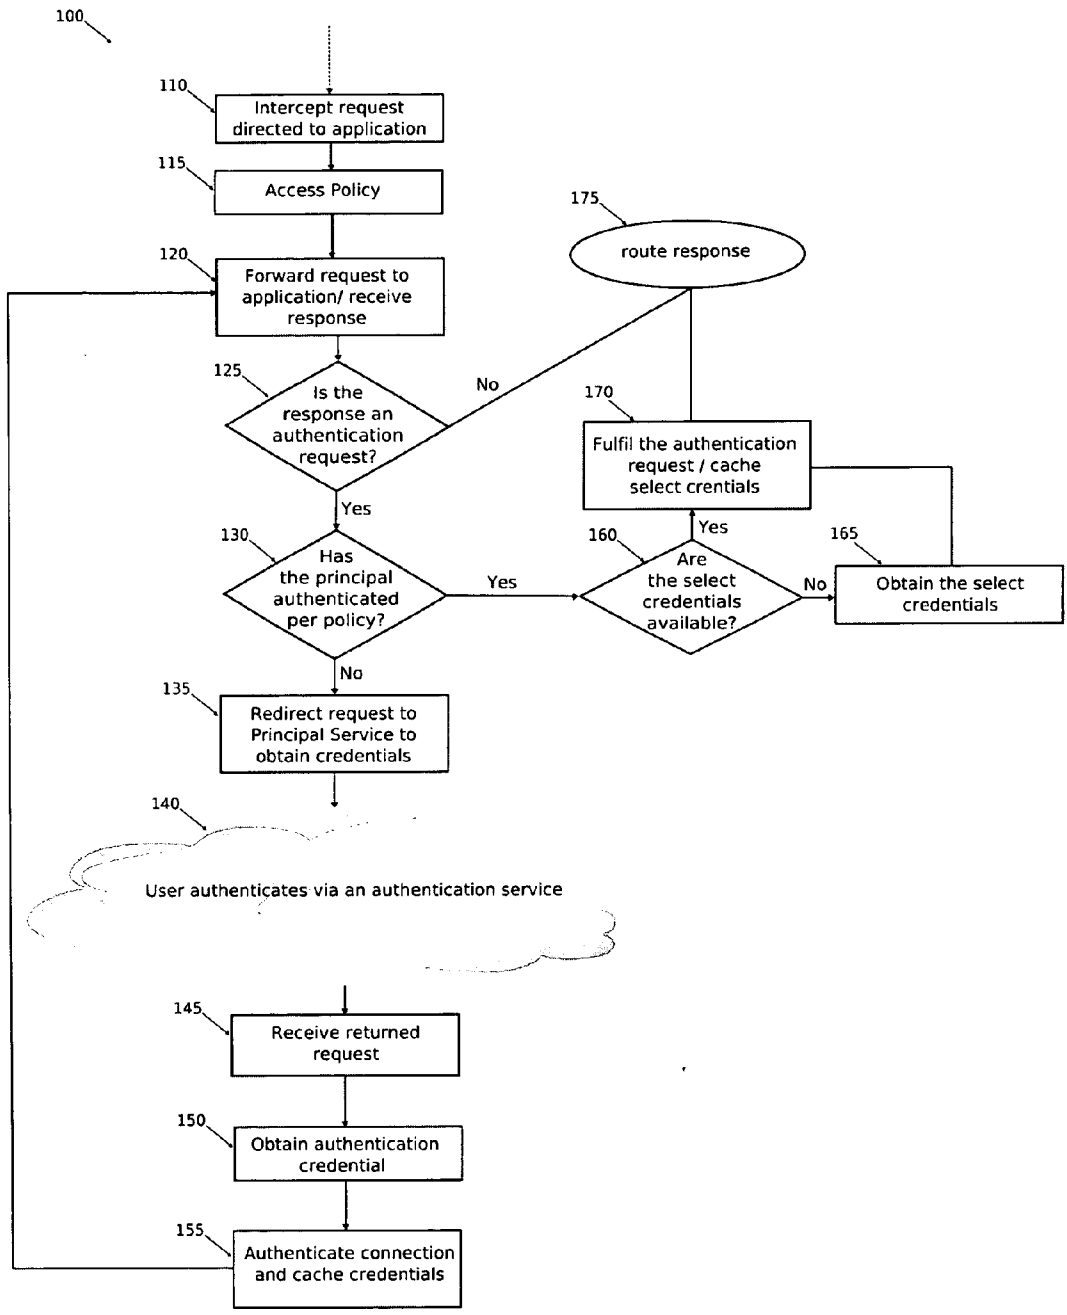 100
110
Intercept request
directed to application
115
Access Policy
175
route response
120
Forward request to
application/ receive
response
125
Is the
response an
authentication
request?
No
Yes
170
Fulfil the authentication
request / cache
select crentials
130
Has
the principal
authenticated
per policy?
Yes
No
160
Are
the select
credentials
available?
Yes
No
165
Obtain the select
credentials
135
Redirect request to
Principal Service to
obtain credentials
140
User authenticates via an authentication service
145
Receive returned
request
150
Obtain authentication
credential
155
Authenticate connection
and cache credentials